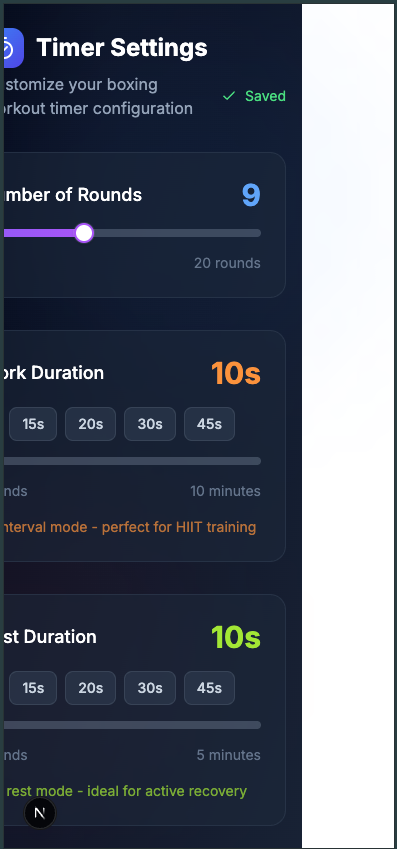 Timer Settings
stomize your boxing
orkout timer configuration
Saved
mber of Rounds
9
20 rounds
ork Duration
10s
15s 20s 30s 45s
nds 10 minutes
nterval mode - perfect for HIIT training
st Duration
10s
15s 20s 30s 45s
nds 5 minutes
rest mode - ideal for active recovery
N